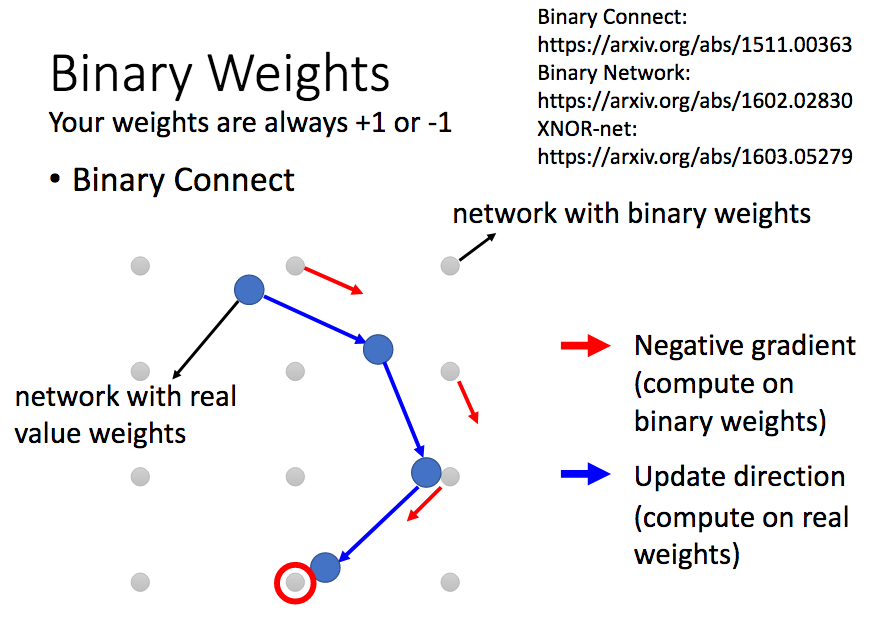 Binary Connect:
https://arxiv.org/abs/1511.00363
Binary Network:
https://arxiv.org/abs/1602.02830
XNOR-net:
https://arxiv.org/abs/1603.05279
Binary Weights
Your weights are always +1 or -1
• Binary Connect
network with binary weights
network with real
value weights
Negative gradient
(compute on
binary weights)
Update direction
(compute on real
weights)